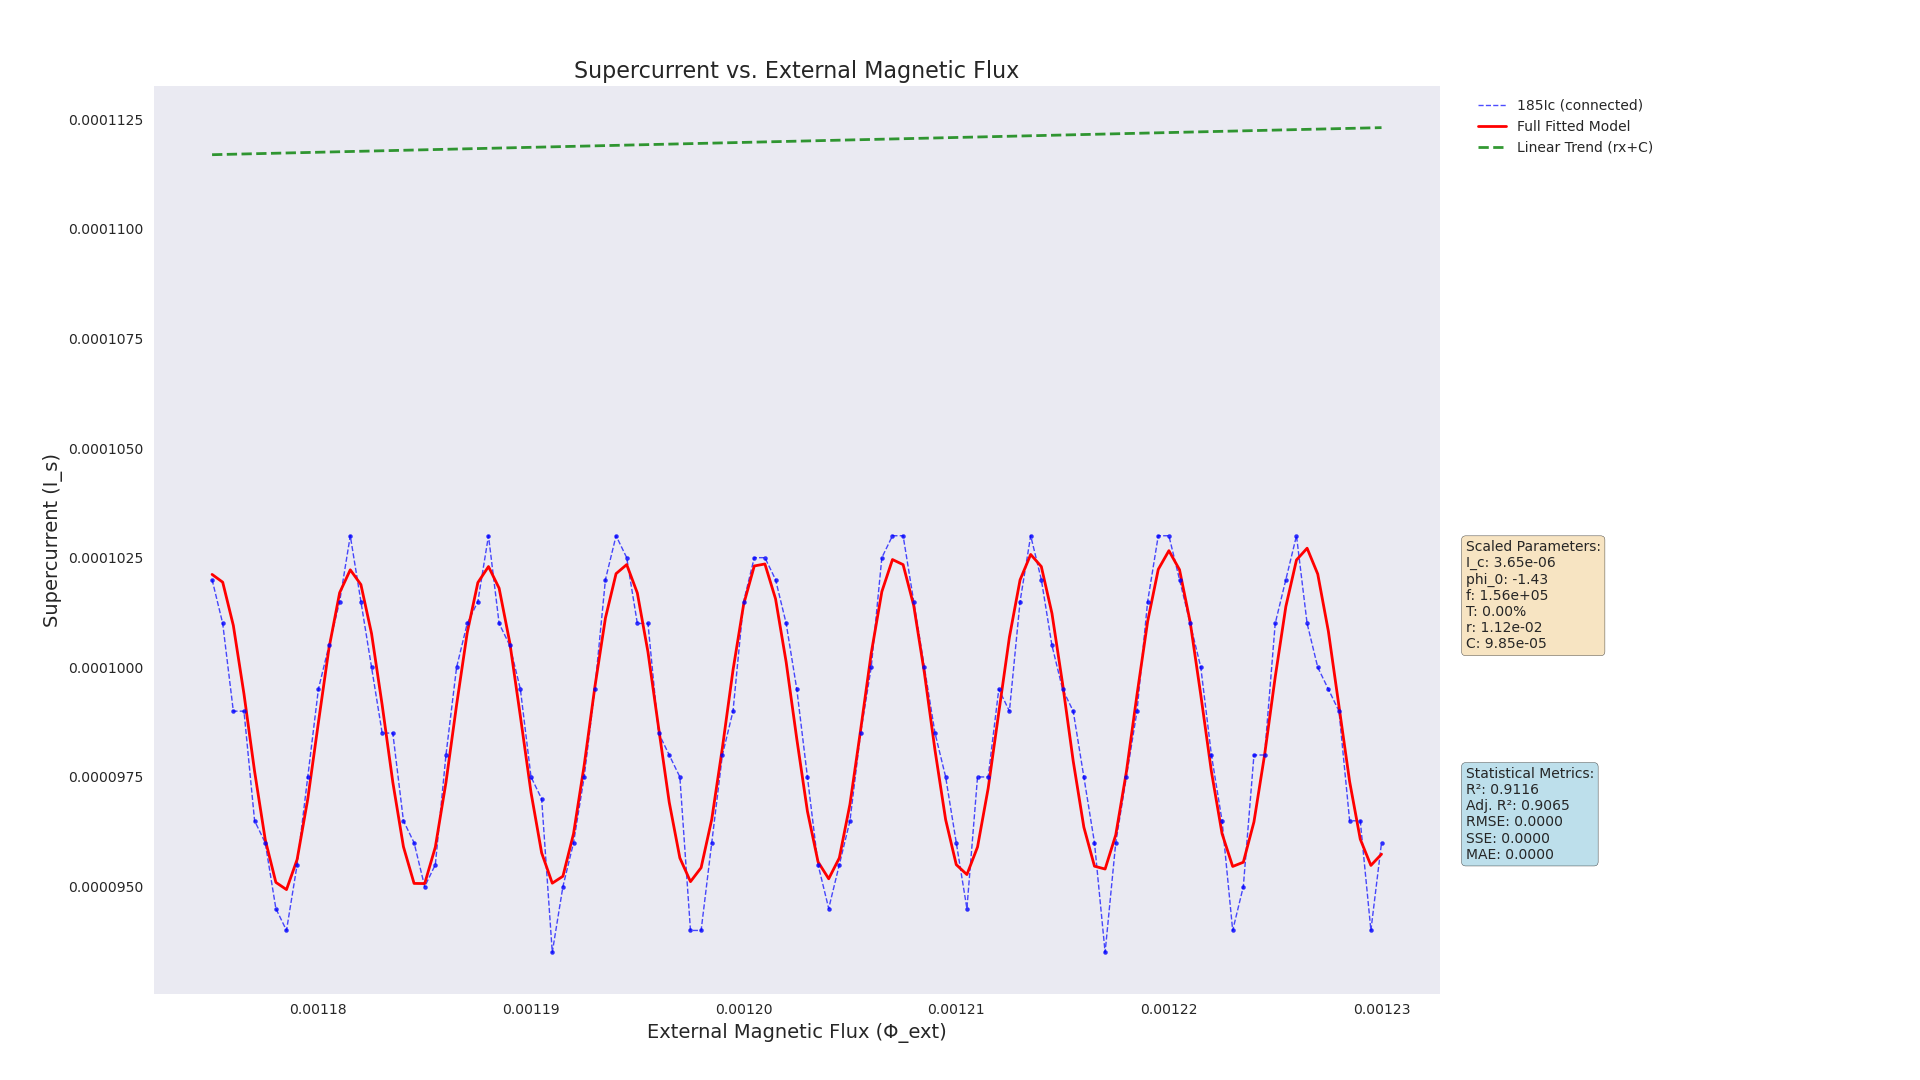 Supercurrent vs. External Magnetic Flux
Supercurrent (I_s)
0.0001125
0.0001100
0.0001075
0.0001050
0.0001025
0.0001000
0.0000975
0.0000950
0.00118
0.00119
0.00120
0.00121
0.00122
0.00123
External Magnetic Flux (Φ_ext)
185Ic (connected)
Full Fitted Model
Linear Trend (rx+C)
Scaled Parameters:
I_c: 3.65e-06
phi_0: -1.43
f: 1.56e+05
T: 0.00%
r: 1.12e-02
C: 9.85e-05
Statistical Metrics:
R²: 0.9116
Adj. R²: 0.9065
RMSE: 0.0000
SSE: 0.0000
MAE: 0.0000